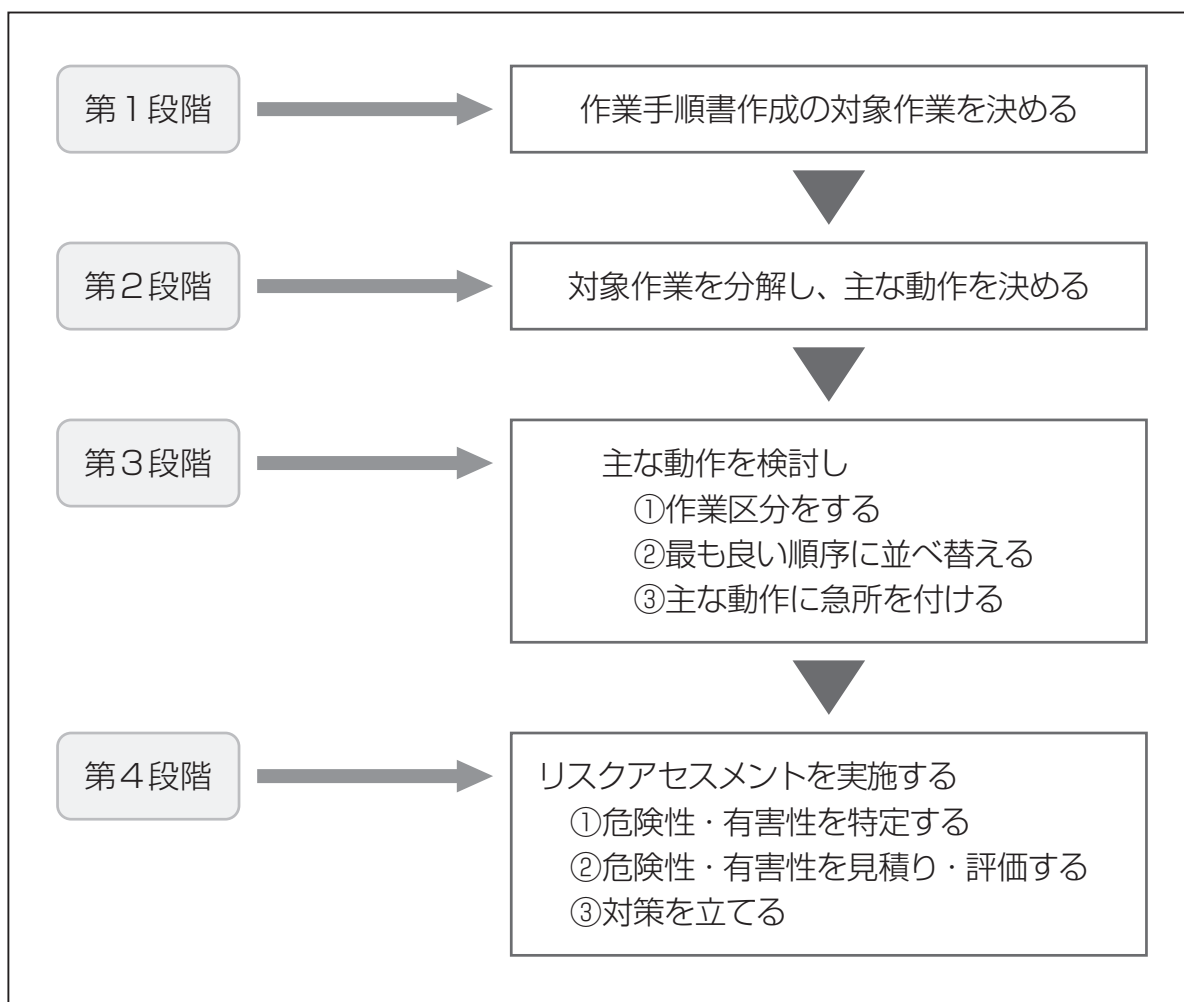 第1段階
作業手順書作成の対象作業を決める
第2段階
対象作業を分解し、主な動作を決める
第3段階
主な動作を検討し
①作業区分をする
②最も良い順序に並べ替える
③主な動作に急所を付ける
第4段階
リスクアセスメントを実施する
①危険性・有害性を特定する
②危険性・有害性を見積り・評価する
③対策を立てる